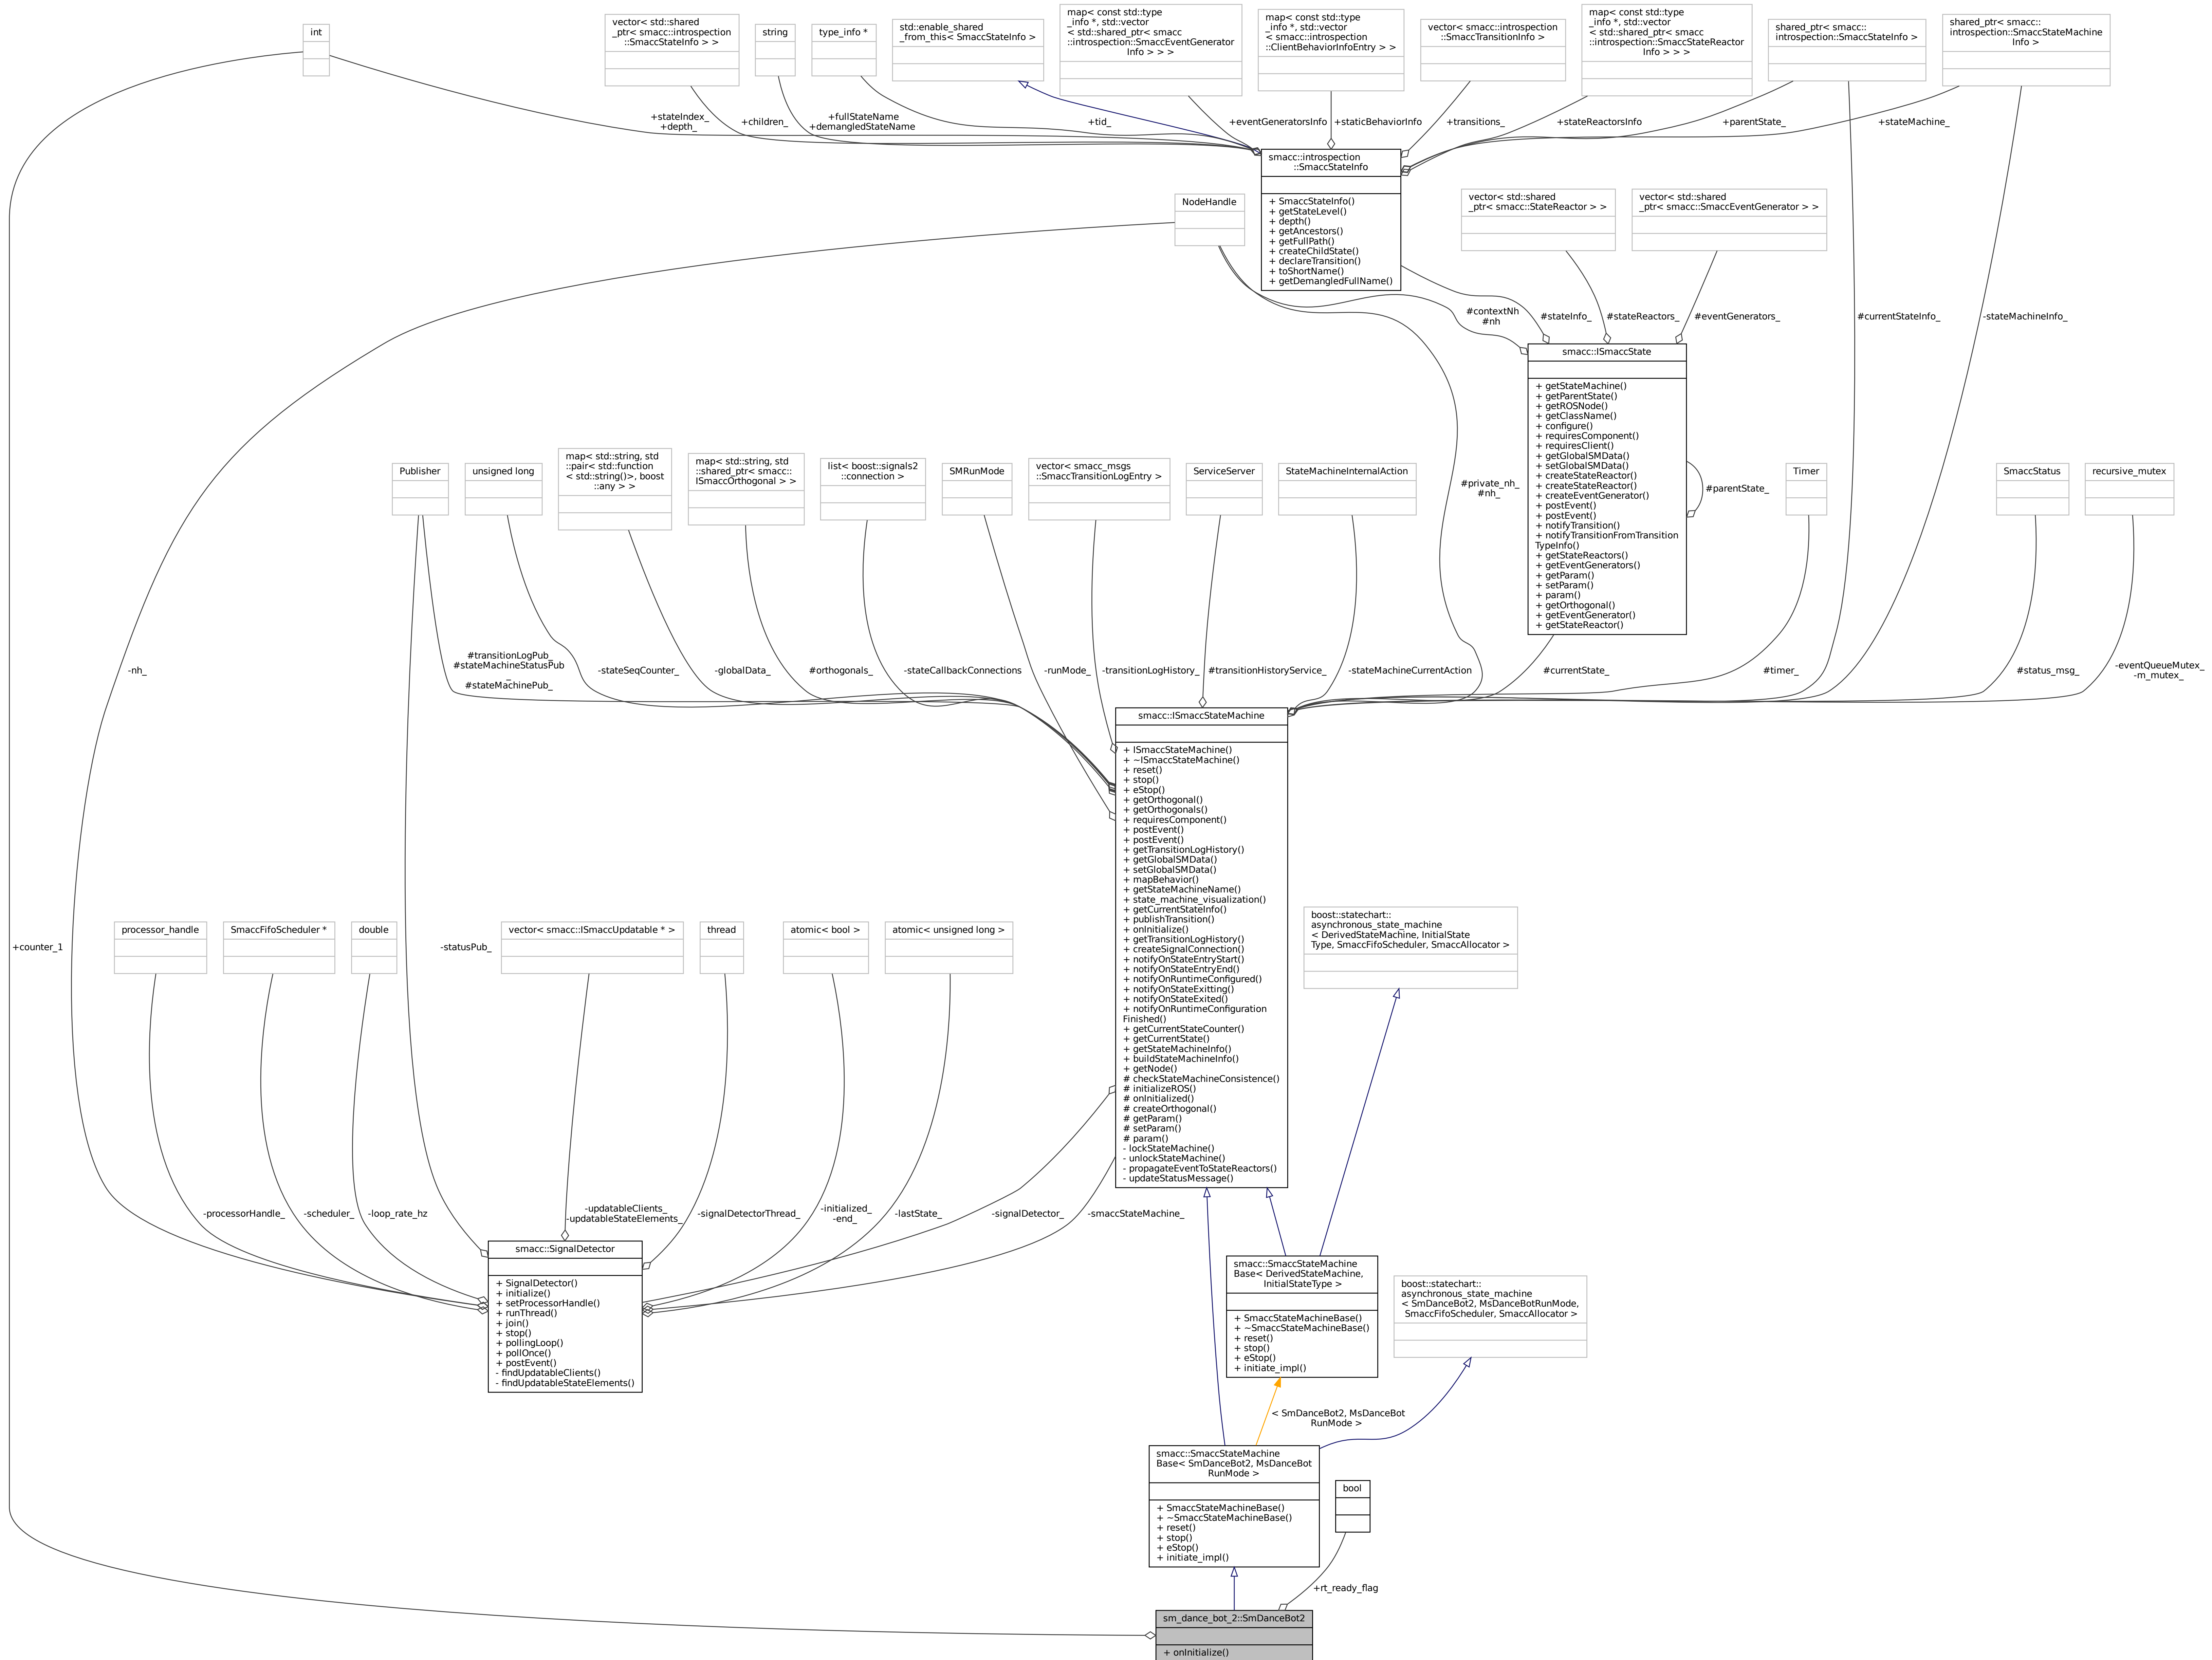 int
vector< std::shared
_ptr< smacc::introspection
::SmaccStateInfo > >
string
type_info *
std::enable_shared
_from_this< SmaccStateInfo >
map< const std::type
_info *, std::vector
< std::shared_ptr< smacc
::introspection::SmaccEventGenerator
Info > > >
map< const std::type
_info *, std::vector
< smacc::introspection
::ClientBehaviorInfoEntry > >
vector< smacc::introspection
::SmaccTransitionInfo >
map< const std::type
_info *, std::vector
< std::shared_ptr< smacc
::introspection::SmaccStateReactor
Info > > >
shared_ptr< smacc::
introspection::SmaccStateInfo >
shared_ptr< smacc::
introspection::SmaccStateMachine
Info >
+stateIndex_
+depth_
+children_
+fullStateName
+demangledStateName
+tid_
+eventGeneratorsInfo
+staticBehaviorInfo
+transitions_
+stateReactorsInfo
+parentState_
+stateMachine_
smacc::introspection
::SmaccStateInfo
+ SmaccStateInfo()
+ getStateLevel()
+ depth()
+ getAncestors()
+ getFullPath()
+ createChildState()
+ declareTransition()
+ toShortName()
+ getDemangledFullName()
NodeHandle
vector< std::shared
_ptr< smacc::StateReactor > >
vector< std::shared
_ptr< smacc::SmaccEventGenerator > >
#contextNh
#nh
#stateInfo_
#stateReactors_
#eventGenerators_
#currentStateInfo_
-stateMachineInfo_
smacc::ISmaccState
+ getStateMachine()
+ getParentState()
+ getROSNode()
+ getClassName()
+ configure()
+ requiresComponent()
+ requiresClient()
+ getGlobalSMData()
+ setGlobalSMData()
+ createStateReactor()
+ createStateReactor()
+ createEventGenerator()
+ postEvent()
+ postEvent()
+ notifyTransition()
+ notifyTransitionFromTransition
TypeInfo()
+ getStateReactors()
+ getEventGenerators()
+ getParam()
+ setParam()
+ param()
+ getOrthogonal()
+ getEventGenerator()
+ getStateReactor()
#parentState_
Publisher
unsigned long
map< std::string, std
::pair< std::function
< std::string()>, boost
::any > >
map< std::string, std
::shared_ptr< smacc::
ISmaccOrthogonal > >
list< boost::signals2
::connection >
SMRunMode
vector< smacc_msgs
::SmaccTransitionLogEntry >
ServiceServer
StateMachineInternalAction
#private_nh_
#nh_
Timer
SmaccStatus
recursive_mutex
-nh_
#transitionLogPub_
#stateMachineStatusPub
_
#stateMachinePub_
-stateSeqCounter_
-globalData_
#orthogonals_
-stateCallbackConnections
-runMode_
-transitionLogHistory_
#transitionHistoryService_
-stateMachineCurrentAction
#currentState_
#timer_
#status_msg_
-eventQueueMutex_
-m_mutex_
smacc::ISmaccStateMachine
+ ISmaccStateMachine()
+ ~ISmaccStateMachine()
+ reset()
+ stop()
+ eStop()
+ getOrthogonal()
+ getOrthogonals()
+ requiresComponent()
+ postEvent()
+ postEvent()
+ getTransitionLogHistory()
+ getGlobalSMData()
+ setGlobalSMData()
+ mapBehavior()
+ getStateMachineName()
+ state_machine_visualization()
+ getCurrentStateInfo()
+ publishTransition()
+ onInitialize()
+ getTransitionLogHistory()
+ createSignalConnection()
+ notifyOnStateEntryStart()
+ notifyOnStateEntryEnd()
+ notifyOnRuntimeConfigured()
+ notifyOnStateExitting()
+ notifyOnStateExited()
+ notifyOnRuntimeConfiguration
Finished()
+ getCurrentStateCounter()
+ getCurrentState()
+ getStateMachineInfo()
+ buildStateMachineInfo()
+ getNode()
# checkStateMachineConsistence()
# initializeROS()
# onInitialized()
# createOrthogonal()
# getParam()
# setParam()
# param()
- lockStateMachine()
- unlockStateMachine()
- propagateEventToStateReactors()
- updateStatusMessage()
+counter_1
processor_handle
SmaccFifoScheduler *
double
-statusPub_
vector< smacc::ISmaccUpdatable * >
thread
atomic< bool >
atomic< unsigned long >
boost::statechart::
asynchronous_state_machine
< DerivedStateMachine, InitialState
Type, SmaccFifoScheduler, SmaccAllocator >
-processorHandle_
-scheduler_
-loop_rate_hz
-updatableClients_
-updatableStateElements_
-signalDetectorThread_
-initialized_
-end_
-lastState_
-signalDetector_
-smaccStateMachine_
smacc::SignalDetector
+ SignalDetector()
+ initialize()
+ setProcessorHandle()
+ runThread()
+ join()
+ stop()
+ pollingLoop()
+ pollOnce()
+ postEvent()
- findUpdatableClients()
- findUpdatableStateElements()
smacc::SmaccStateMachine
Base< DerivedStateMachine,
InitialStateType >
+ SmaccStateMachineBase()
+ ~SmaccStateMachineBase()
+ reset()
+ stop()
+ eStop()
+ initiate_impl()
boost::statechart::
asynchronous_state_machine
< SmDanceBot2, MsDanceBotRunMode,
SmaccFifoScheduler, SmaccAllocator >
< SmDanceBot2, MsDanceBot
RunMode >
smacc::SmaccStateMachine
Base< SmDanceBot2, MsDanceBot
RunMode >
+ SmaccStateMachineBase()
+ ~SmaccStateMachineBase()
+ reset()
+ stop()
+ eStop()
+ initiate_impl()
bool
+rt_ready_flag
sm_dance_bot_2::SmDanceBot2
+ onInitialize()